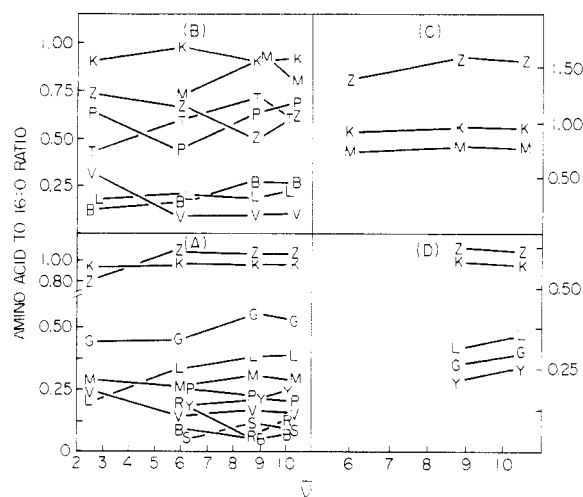 (B)
(C)
1.00
0.75
0.50
0.25
K K K K
M M M
Z Z Z Z
P P P P
T T T T
V V V V
L L L L
B B B B
1.50
1.00
0.50
Z Z Z
K K K
M M M
AMINO ACID TO 16:0 RATIO
(A)
(D)
1.00
0.80
0.50
0.25
0
Z Z Z Z
K K K K
G G G G
M M M M
L L L L
V V V V
P P P
R Y R Y Y R
B B B
S S S
0.50
0.25
Z Z
K K
L L
G G
Y Y
2 3 4 5 6 7 8 9 10
6 7 8 9 10